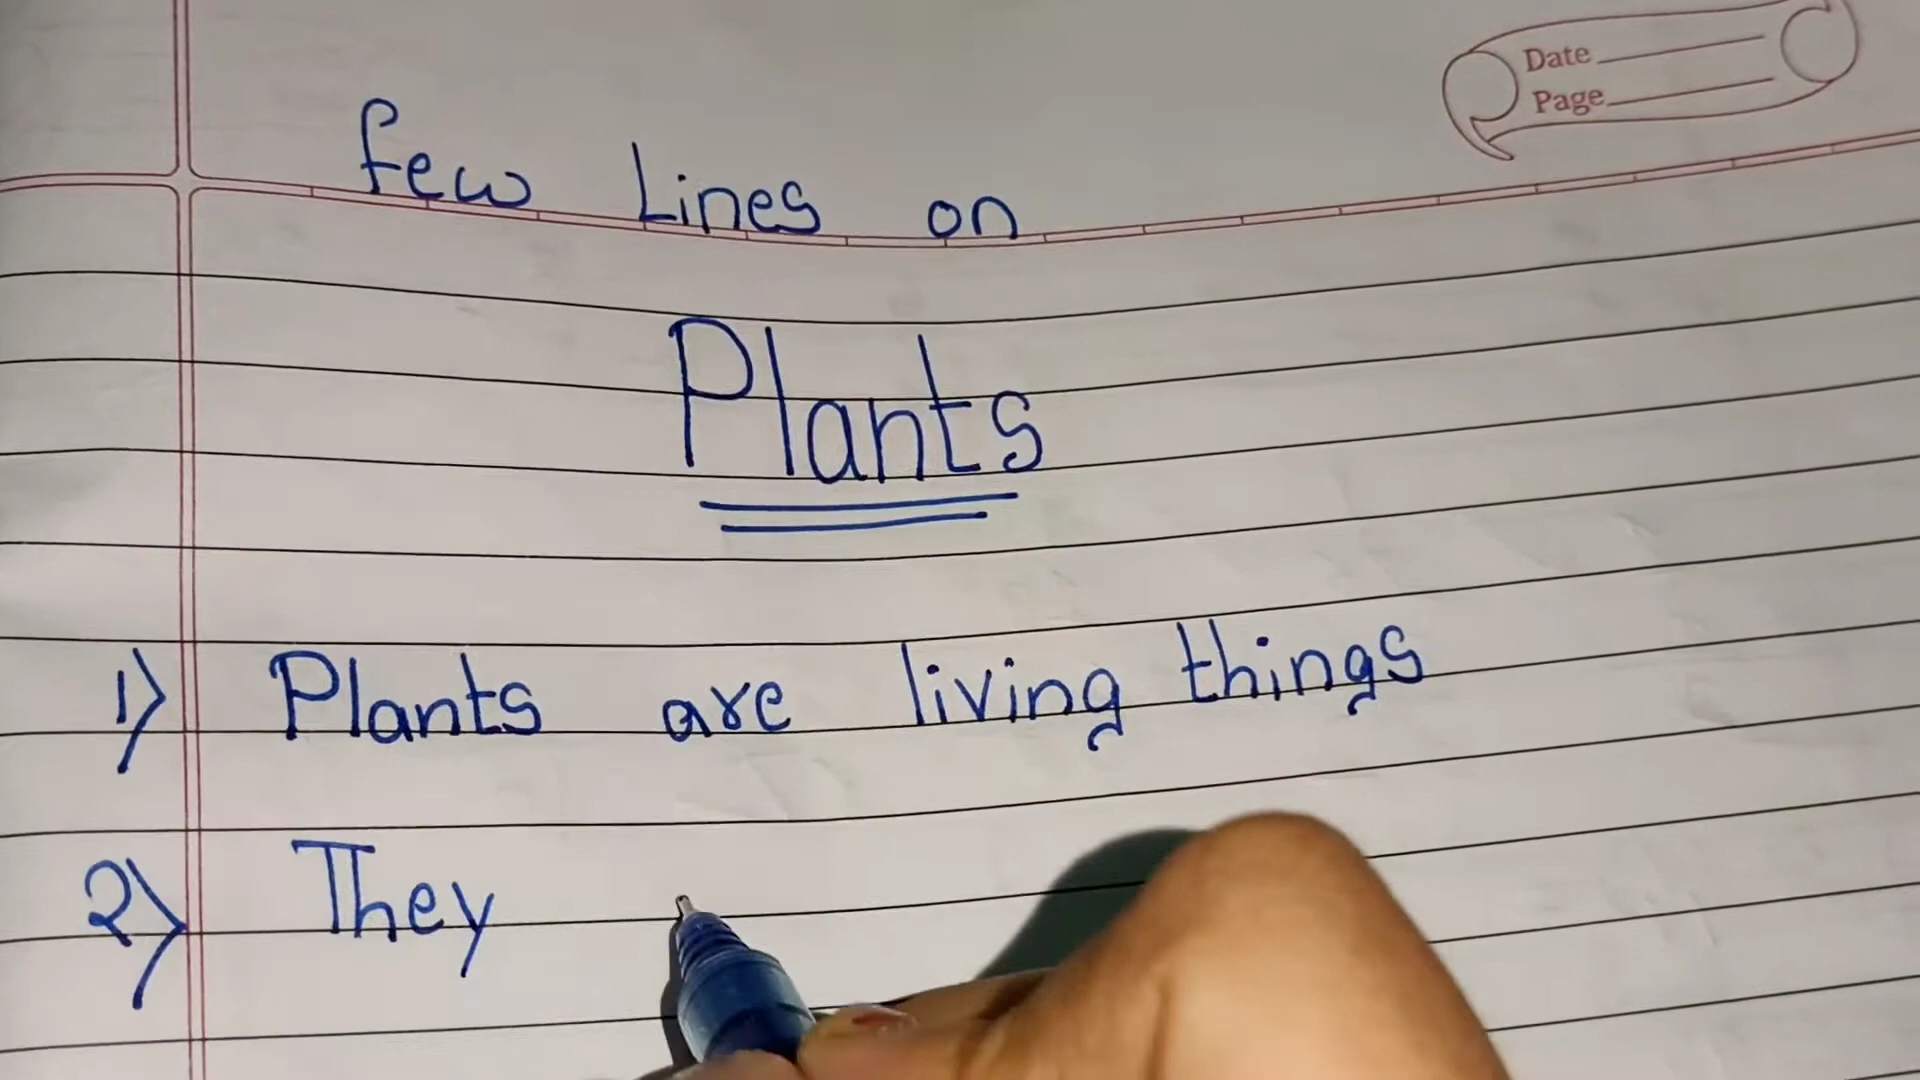 Date
Page
few Lines on
Plants
1) Plants are living things
2) They